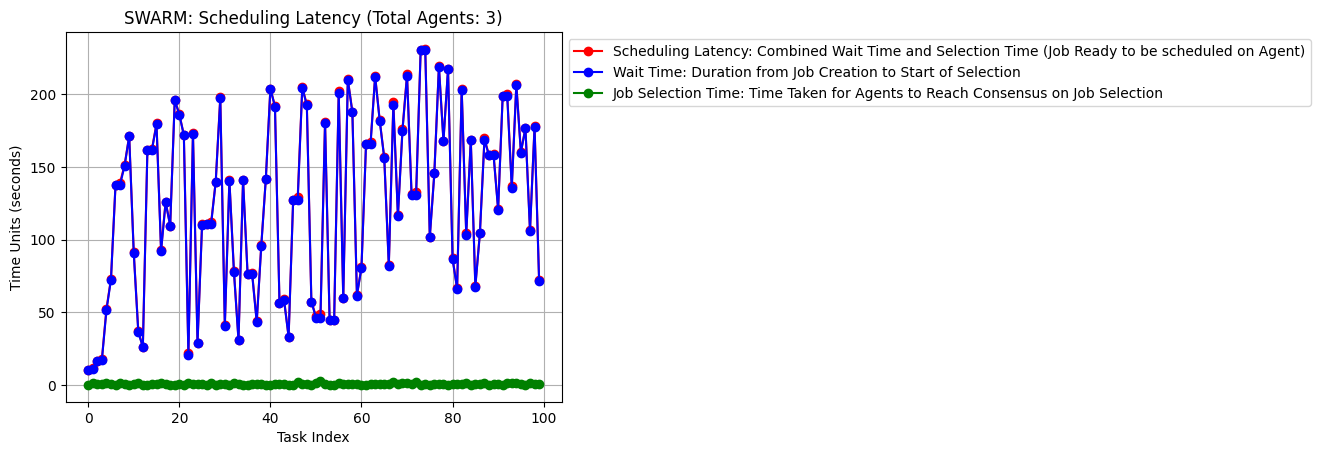 SWARM: Scheduling Latency (Total Agents: 3)
Scheduling Latency: Combined Wait Time and Selection Time (Job Ready to be scheduled on Agent)
Wait Time: Duration from Job Creation to Start of Selection
Job Selection Time: Time Taken for Agents to Reach Consensus on Job Selection
Time Units (seconds)
200
150
100
50
0
0 20 40 60 80 100
Task Index